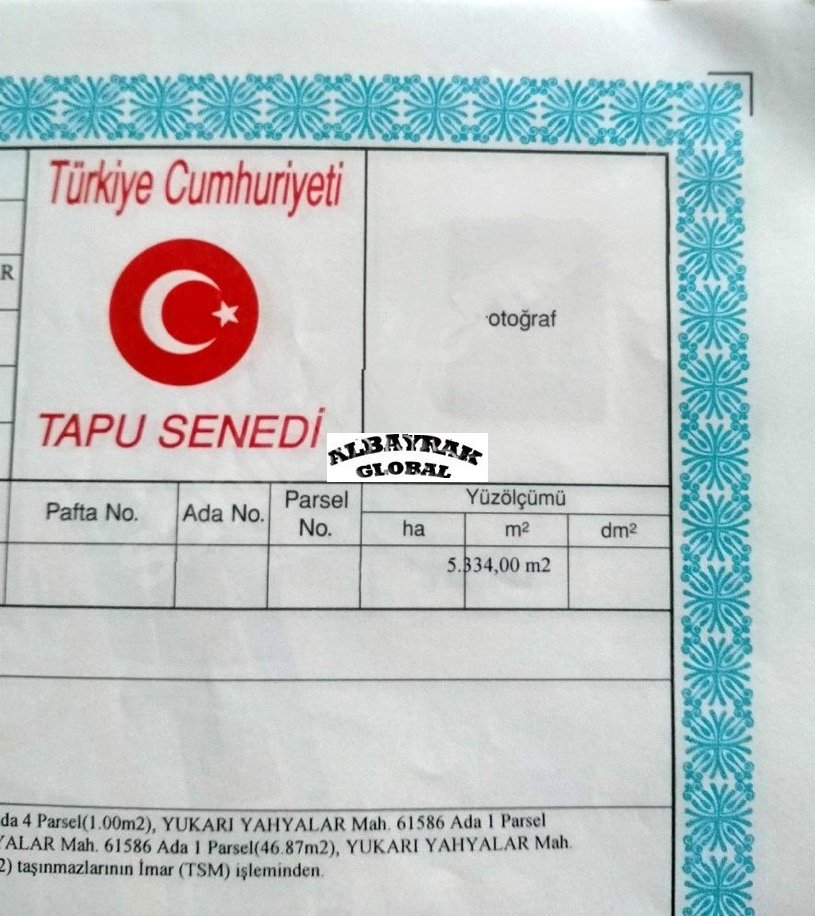 Türkiye Cumhuriyeti
R
otoğraf
TAPU SENEDİ
ALBAYRAK
GLOBAL
Pafta No.
Ada No.
Parsel
No.
Yüzölçümü
ha
m²
dm²
5.334,00 m2
da 4 Parsel(1.00m2), YUKARI YAHYALAR Mah. 61586 Ada 1 Parsel
YALAR Mah. 61586 Ada 1 Parsel(46.87m2), YUKARI YAHYALAR Mah.
2) taşınmazlarının İmar (TSM) işleminden.